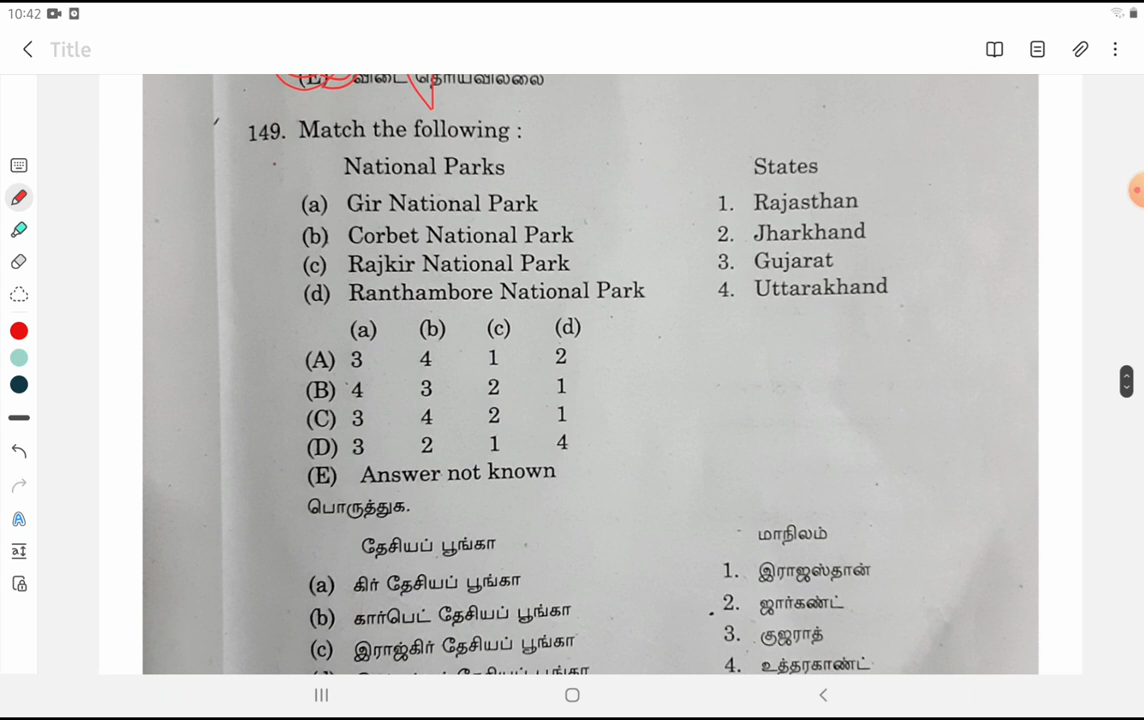 10:42
Title
(E) விடை தெரியவில்லை
149. Match the following :
National Parks States
(a) Gir National Park 1. Rajasthan
(b) Corbet National Park 2. Jharkhand
(c) Rajkir National Park 3. Gujarat
(d) Ranthambore National Park 4. Uttarakhand
(a) (b) (c) (d)
(A) 3 4 1 2
(B) 4 3 2 1
(C) 3 4 2 1
(D) 3 2 1 4
(E) Answer not known
பொருத்துக.
தேசியப் பூங்கா மாநிலம்
(a) கிர் தேசியப் பூங்கா 1. இராஜஸ்தான்
(b) கார்பெட் தேசியப் பூங்கா 2. ஜார்கண்ட்
(c) இராஜ்கிர் தேசியப் பூங்கா 3. குஜராத்
4. உத்தரகாண்ட்